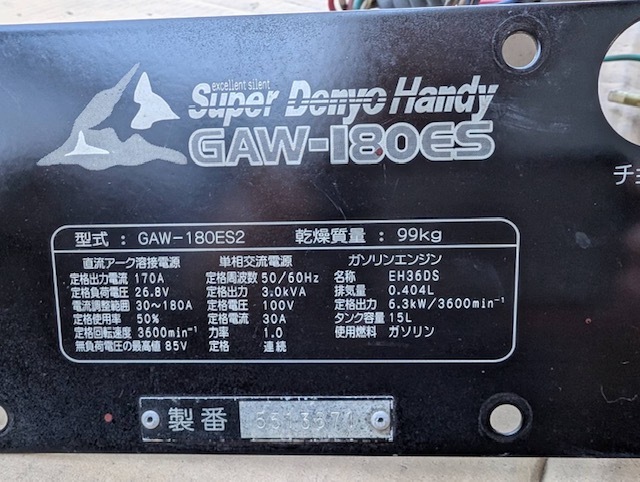 excellent silent
Super Denyo Handy
GAW-180ES
チ
型式 : GAW-180ES2 乾燥質量 : 99kg
直流アーク溶接電源
定格出力電流 170A
定格負荷電圧 26.8V
電流調整範囲 30~180A
定格使用率 50%
定格回転速度 3600min⁻¹
無負荷電圧の最高値 85V
単相交流電源
定格周波数 50/60Hz
定格出力 3.0kVA
定格電圧 100V
定格電流 30A
力率 1.0
定格 連続
ガソリンエンジン
名称 EH36DS
排気量 0.404L
定格出力 6.3kW/3600min⁻¹
タンク容量 15L
使用燃料 ガソリン
製番